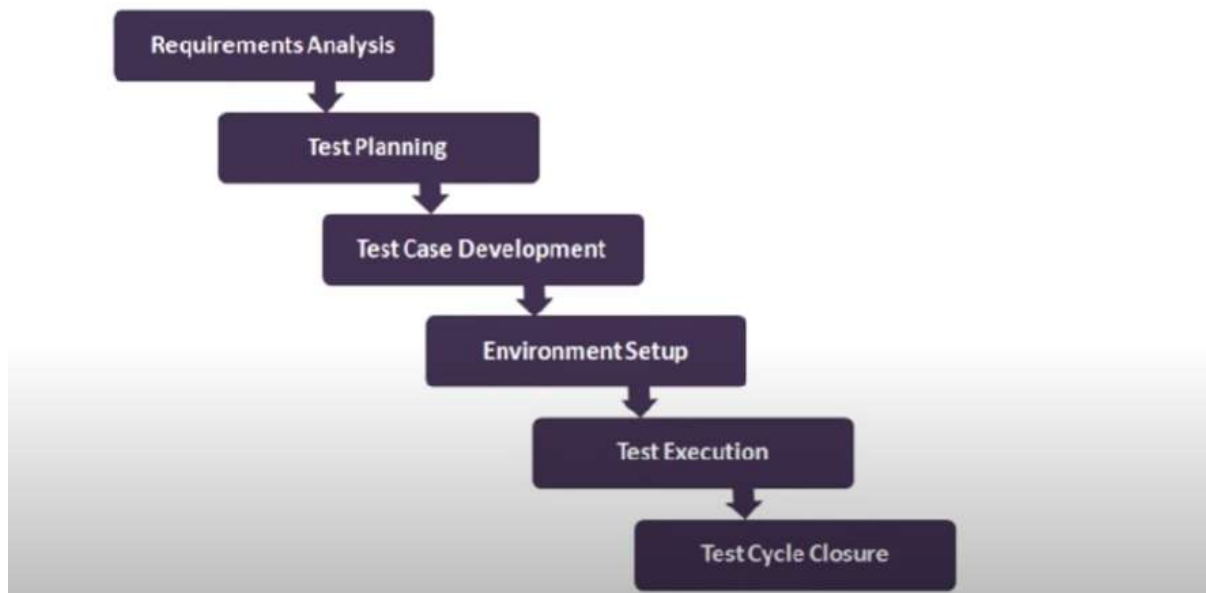 Requirements Analysis
Test Planning
Test Case Development
Environment Setup
Test Execution
Test Cycle Closure